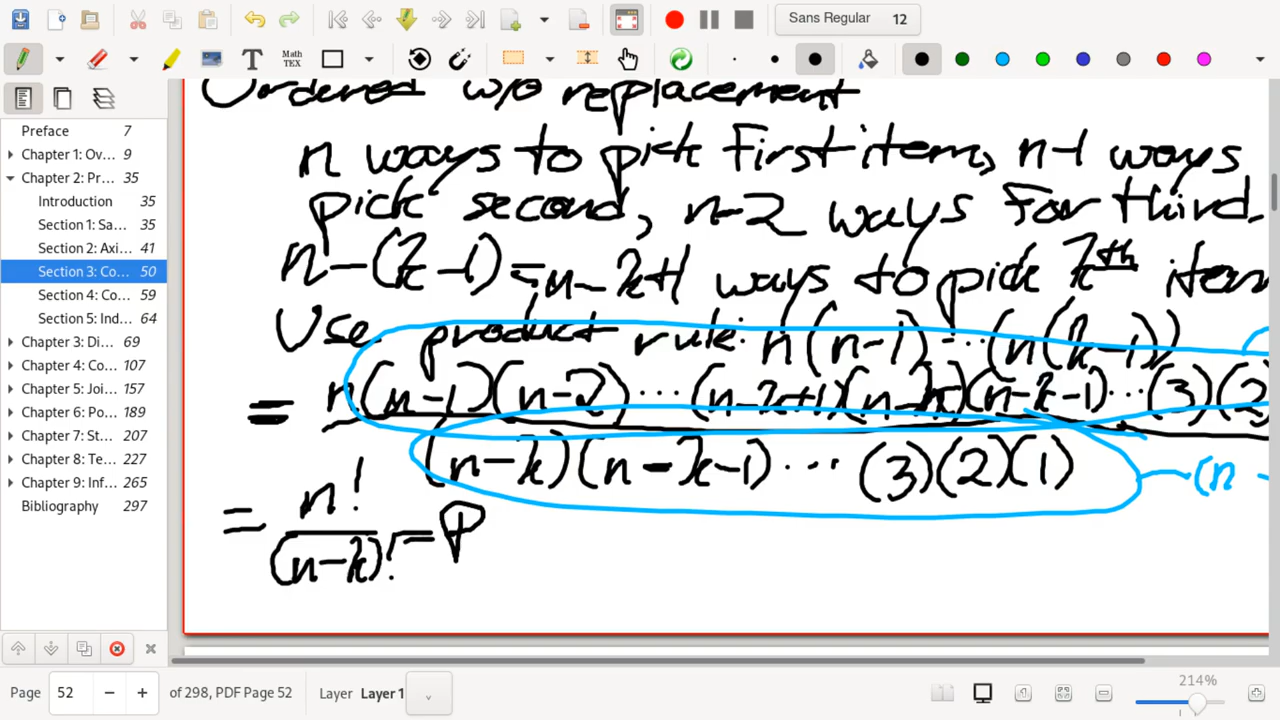 Sans Regular 12
T Math TEX
Preface 7
Chapter 1: Ov... 9
Chapter 2: Pr... 35
Introduction 35
Section 1: Sa... 35
Section 2: Axi... 41
Section 3: Co... 50
Section 4: Co... 59
Section 5: Ind... 64
Chapter 3: Di... 69
Chapter 4: Co... 107
Chapter 5: Joi... 157
Chapter 6: Po... 189
Chapter 7: St... 207
Chapter 8: Te... 227
Chapter 9: Inf... 265
Bibliography 297
Ordered w/o replacement
n ways to pick first item, n-1 ways
pick second, n-2 ways for third.
n-(k-1) = n-k+1 ways to pick kth item
Use product rule: n(n-1)...(n(k-1))
= n(n-1)(n-2)...(n-k+1)(n-k)(n-k-1)...(3)(2)
(n-k)(n-k-1)...(3)(2)(1) (n-
= n!/(n-k)! = P
Page 52 of 298, PDF Page 52 Layer Layer 1 214%